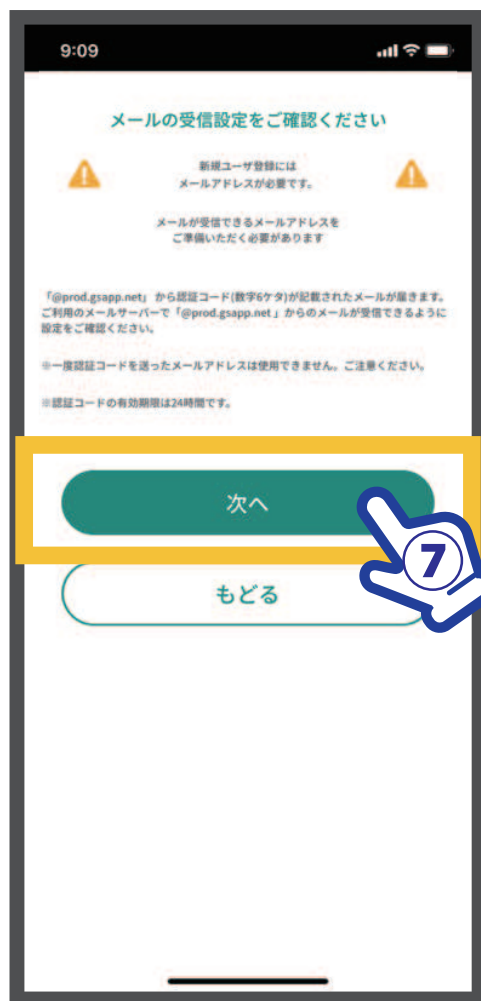 9:09
メールの受信設定をご確認ください
新規ユーザ登録には
メールアドレスが必要です。
メールが受信できるメールアドレスを
ご準備いただく必要があります
「@prod.gsapp.net」 から認証コード(数字6ケタ)が記載されたメールが届きます。
ご利用のメールサーバーで「@prod.gsapp.net 」からのメールが受信できるように
設定をご確認ください。
※一度認証コードを送ったメールアドレスは使用できません。ご注意ください。
※認証コードの有効期限は24時間です。
次へ
7
もどる